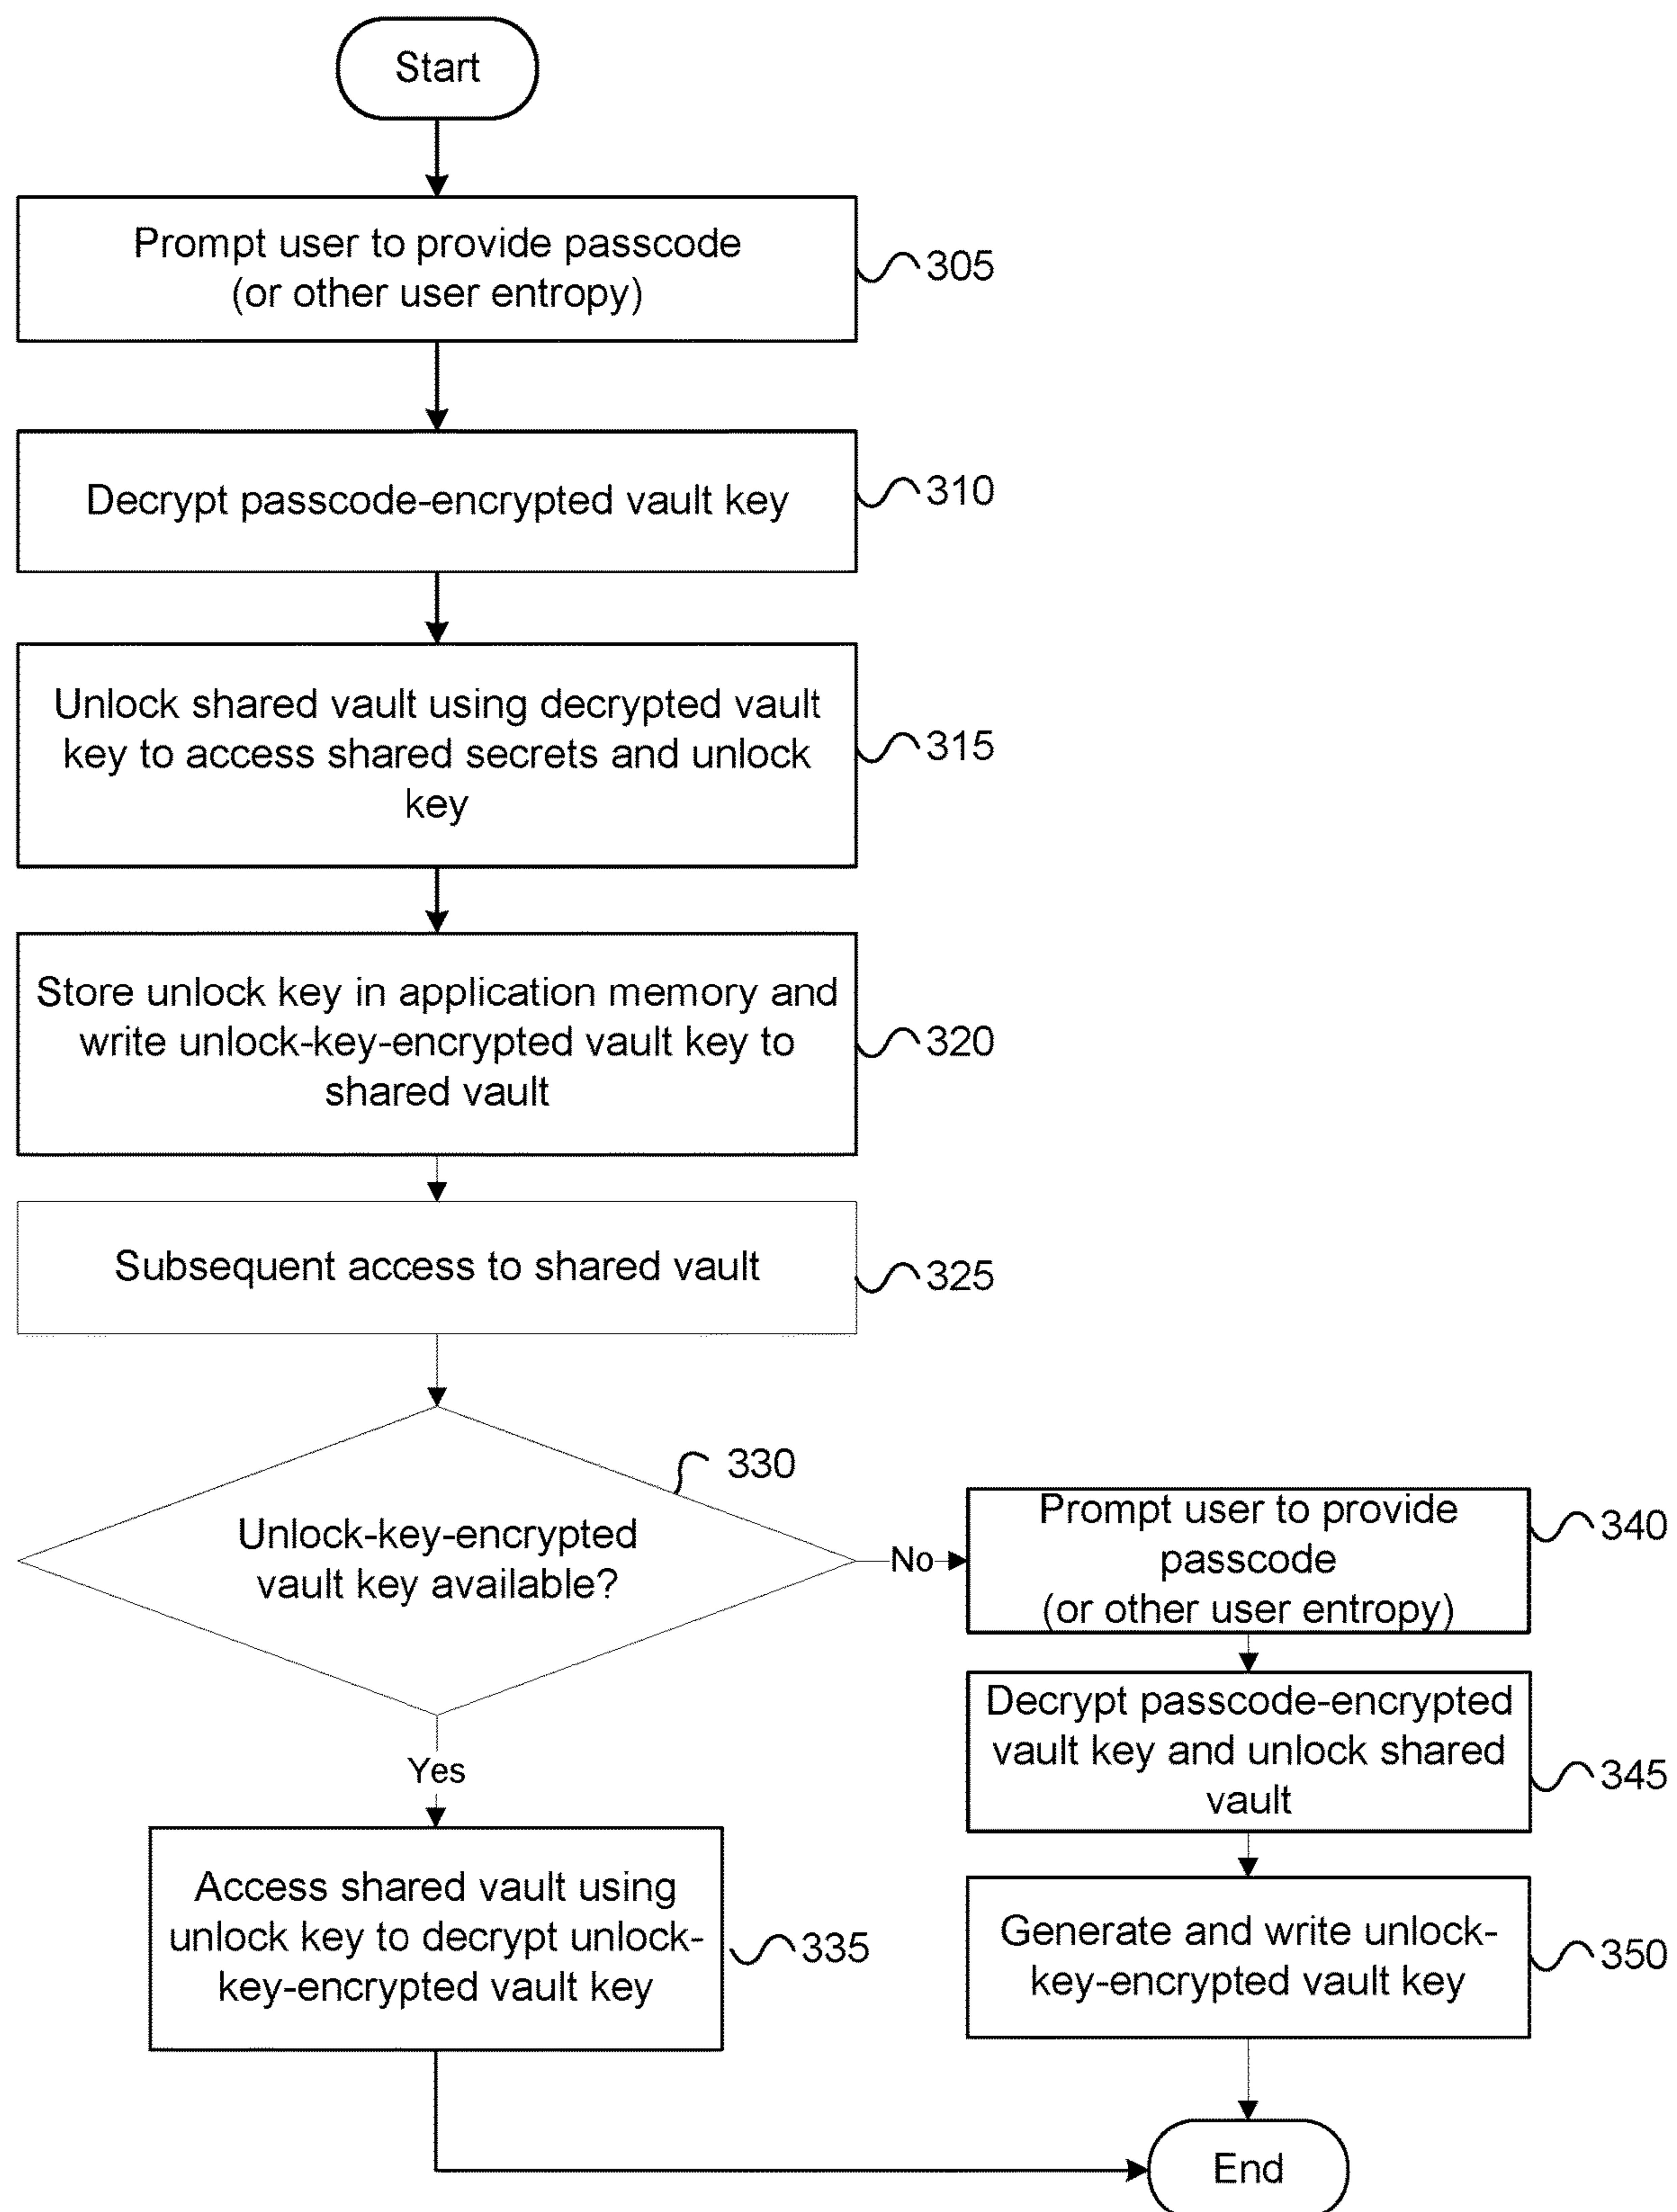 Start
Prompt user to provide passcode
(or other user entropy)
305
Decrypt passcode-encrypted vault key
310
Unlock shared vault using decrypted vault
key to access shared secrets and unlock
key
315
Store unlock key in application memory and
write unlock-key-encrypted vault key to
shared vault
320
Subsequent access to shared vault
325
330
Unlock-key-encrypted
vault key available?
No
Prompt user to provide
passcode
(or other user entropy)
340
Decrypt passcode-encrypted
vault key and unlock shared
vault
345
Yes
Access shared vault using
unlock key to decrypt unlock-
key-encrypted vault key
335
Generate and write unlock-
key-encrypted vault key
350
End